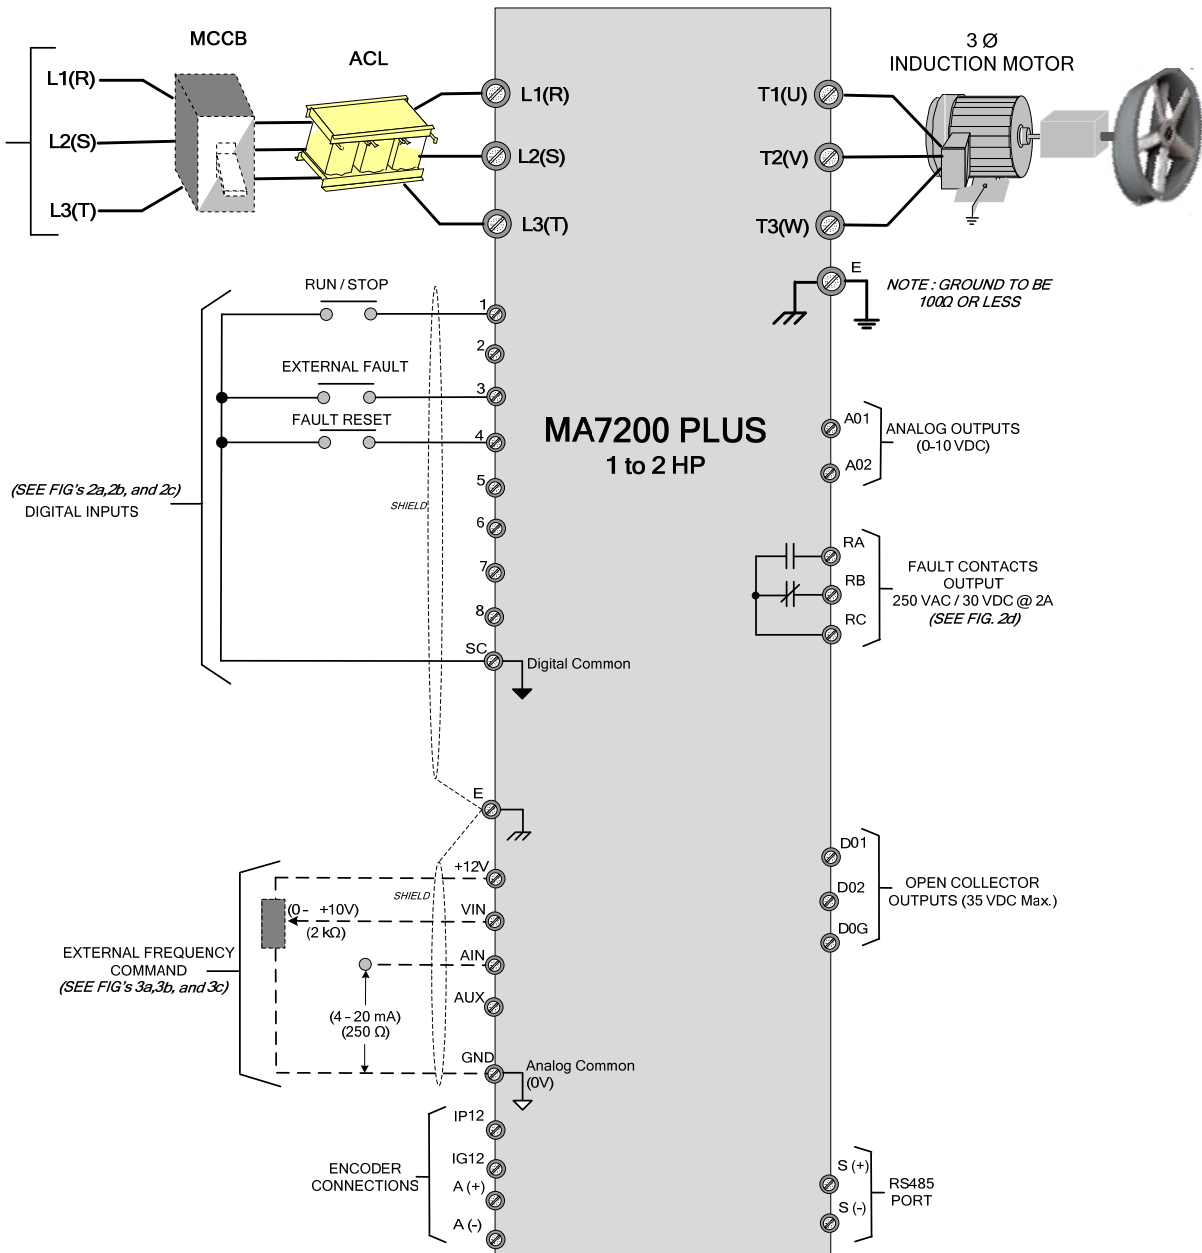 MCCB
ACL
3 Ø
INDUCTION MOTOR
L1(R)
L2(S)
L3(T)
L1(R)
L2(S)
L3(T)
T1(U)
T2(V)
T3(W)
E
NOTE : GROUND TO BE
100Ω OR LESS
RUN / STOP
1
2
EXTERNAL FAULT
3
FAULT RESET
4
5
6
7
8
SC
Digital Common
SHIELD
(SEE FIG's 2a,2b, and 2c)
DIGITAL INPUTS
MA7200 PLUS
1 to 2 HP
A01
A02
ANALOG OUTPUTS
(0-10 VDC)
RA
RB
RC
FAULT CONTACTS
OUTPUT
250 VAC / 30 VDC @ 2A
(SEE FIG. 2d)
E
+12V
SHIELD
(0 - +10V)
(2 kΩ)
VIN
AIN
AUX
(4 - 20 mA)
(250 Ω)
GND
Analog Common
(0V)
EXTERNAL FREQUENCY
COMMAND
(SEE FIG's 3a,3b, and 3c)
D01
D02
D0G
OPEN COLLECTOR
OUTPUTS (35 VDC Max.)
IP12
IG12
A (+)
A (-)
ENCODER
CONNECTIONS
S (+)
S (-)
RS485
PORT